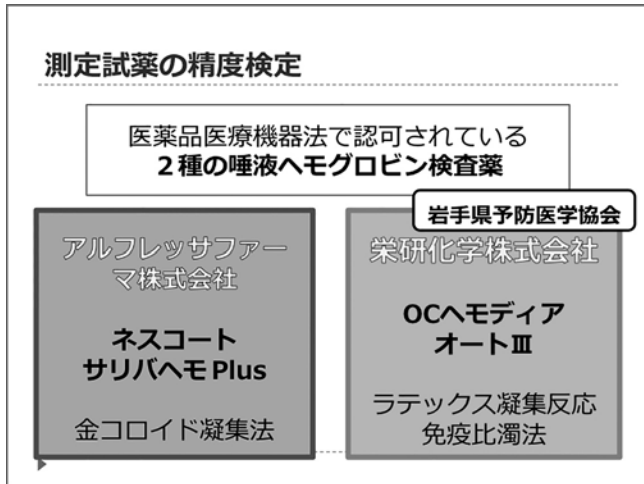 測定試薬の精度検定
医薬品医療機器法で認可されている
２種の唾液ヘモグロビン検査薬
岩手県予防医学協会
アルフレッサファー
マ株式会社
ネスコート
サリバヘモ Plus
金コロイド凝集法
栄研化学株式会社
OCヘモディア
オートⅢ
ラテックス凝集反応
免疫比濁法